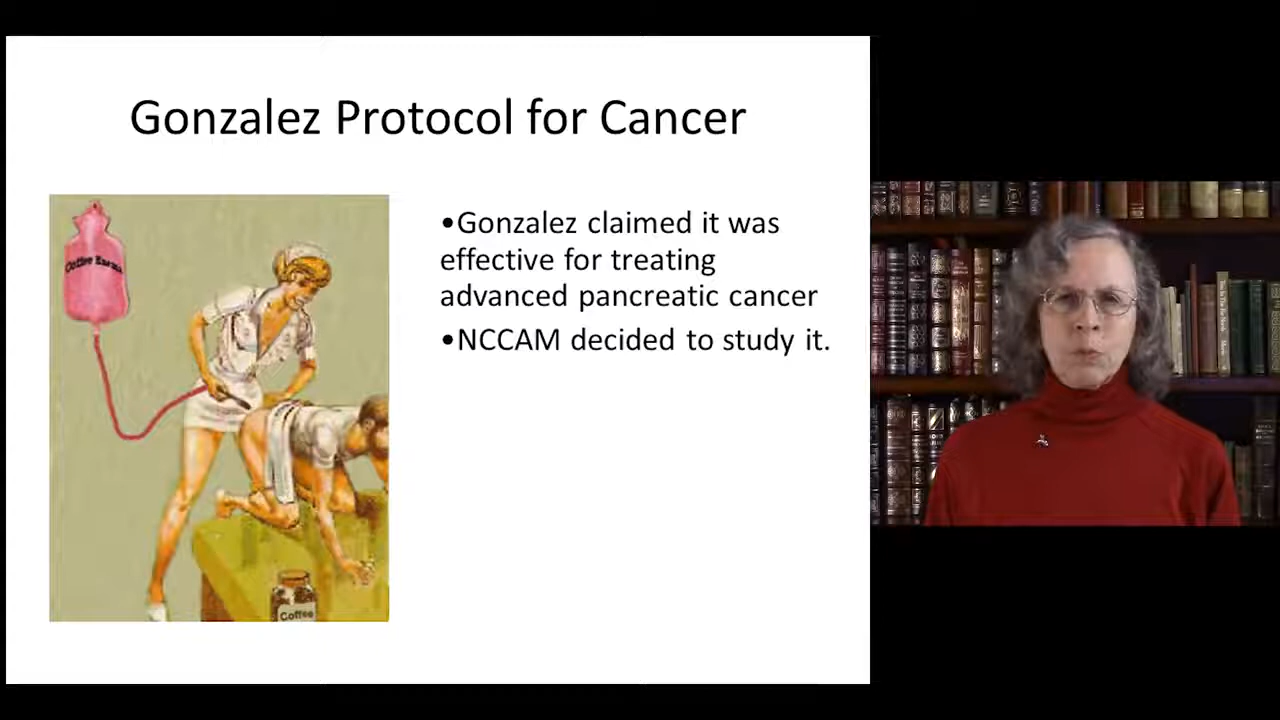 Gonzalez Protocol for Cancer
Coffee Enema
•Gonzalez claimed it was
effective for treating
advanced pancreatic cancer
•NCCAM decided to study it.
Coffee